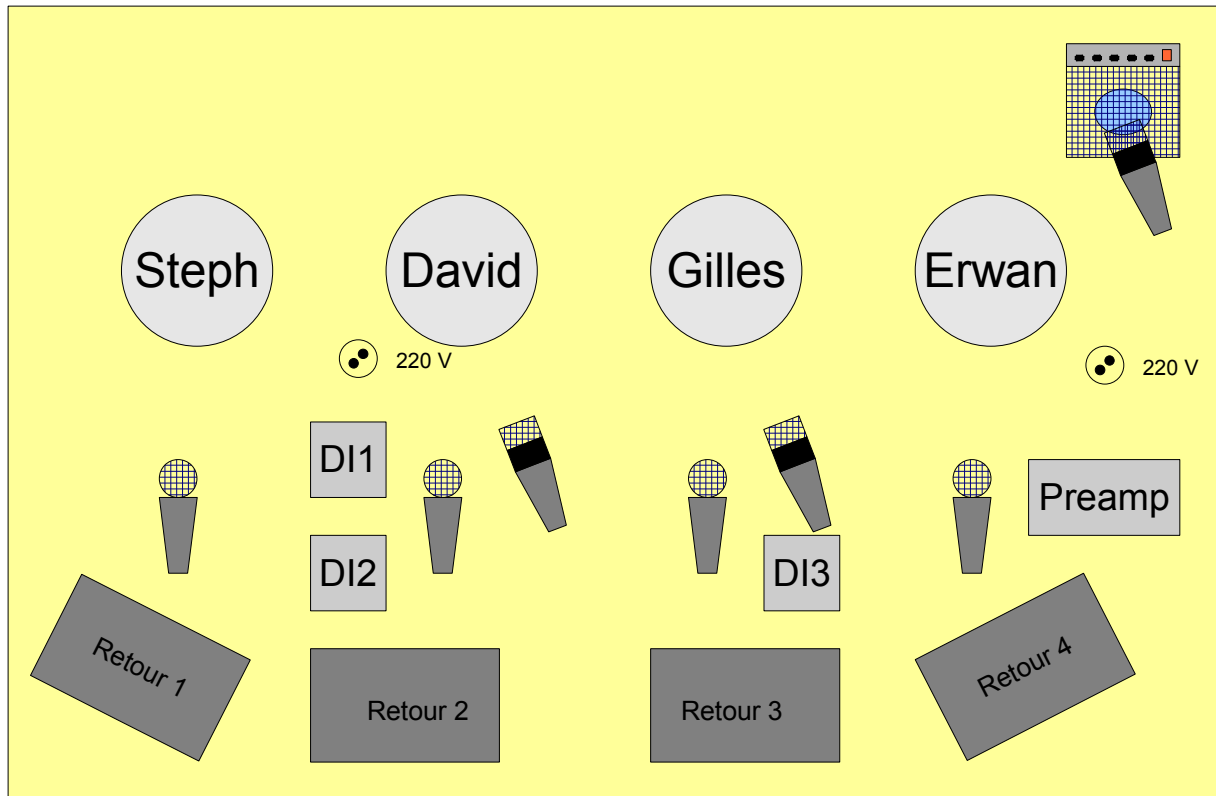 Steph
David
Gilles
Erwan
220 V
220 V
DI1
Preamp
DI2
DI3
Retour 1
Retour 2
Retour 3
Retour 4